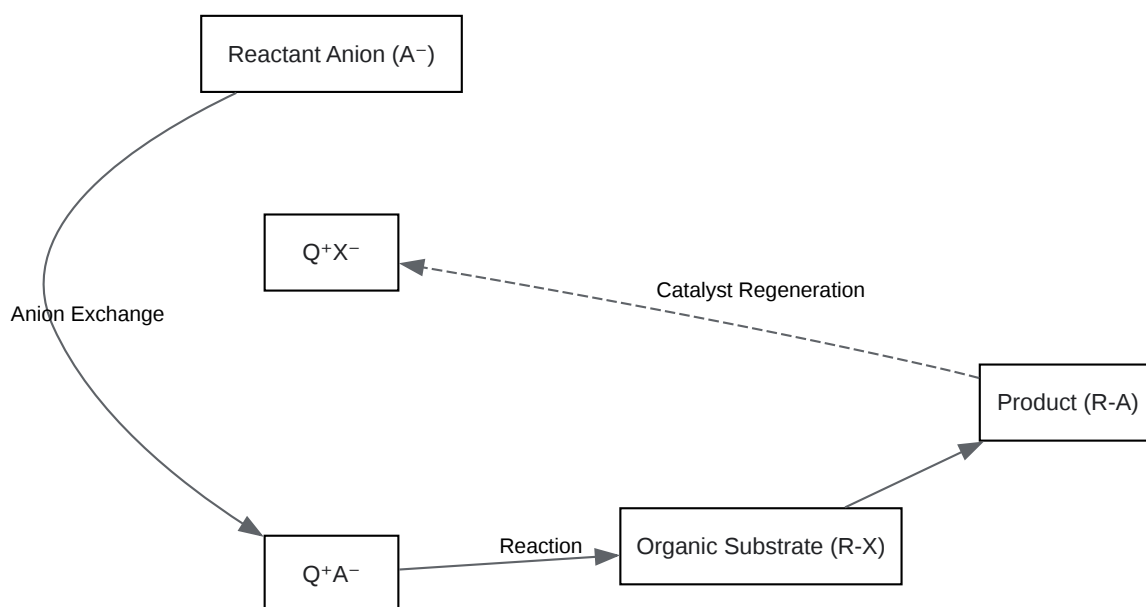 Reactant Anion (A⁻)
Q⁺X⁻
Catalyst Regeneration
Anion Exchange
Product (R-A)
Reaction
Organic Substrate (R-X)
Q⁺A⁻